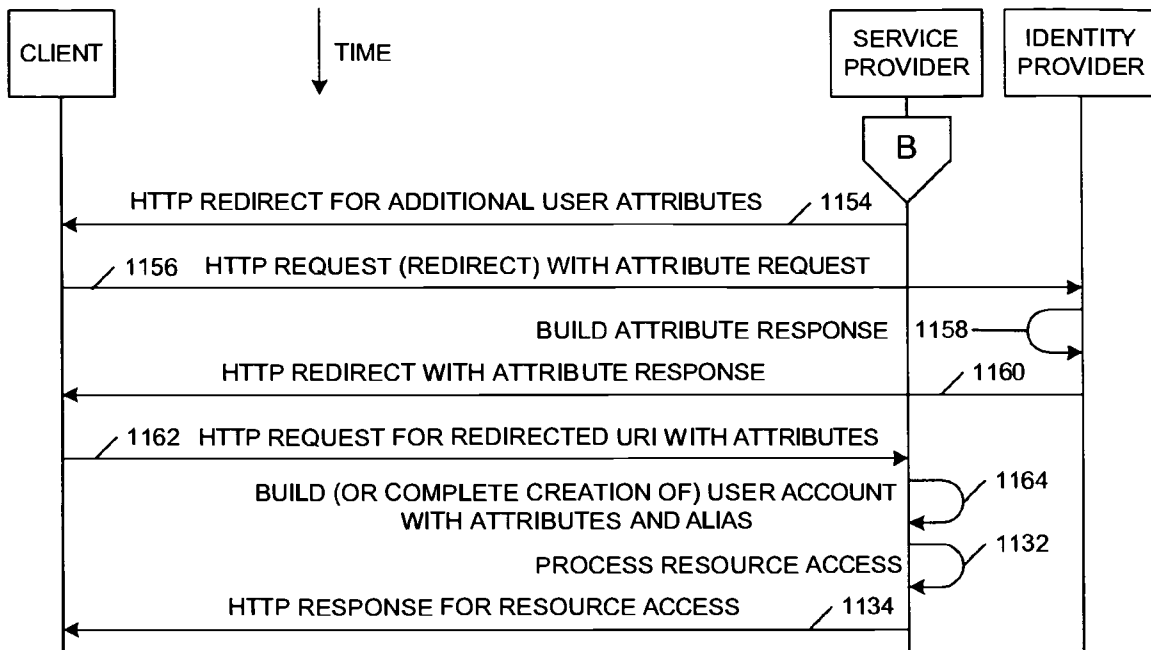 CLIENT
TIME
SERVICE
PROVIDER
IDENTITY
PROVIDER
B
HTTP REDIRECT FOR ADDITIONAL USER ATTRIBUTES
1154
1156
HTTP REQUEST (REDIRECT) WITH ATTRIBUTE REQUEST
BUILD ATTRIBUTE RESPONSE
1158
HTTP REDIRECT WITH ATTRIBUTE RESPONSE
1160
1162
HTTP REQUEST FOR REDIRECTED URI WITH ATTRIBUTES
BUILD (OR COMPLETE CREATION OF) USER ACCOUNT
WITH ATTRIBUTES AND ALIAS
1164
PROCESS RESOURCE ACCESS
1132
HTTP RESPONSE FOR RESOURCE ACCESS
1134